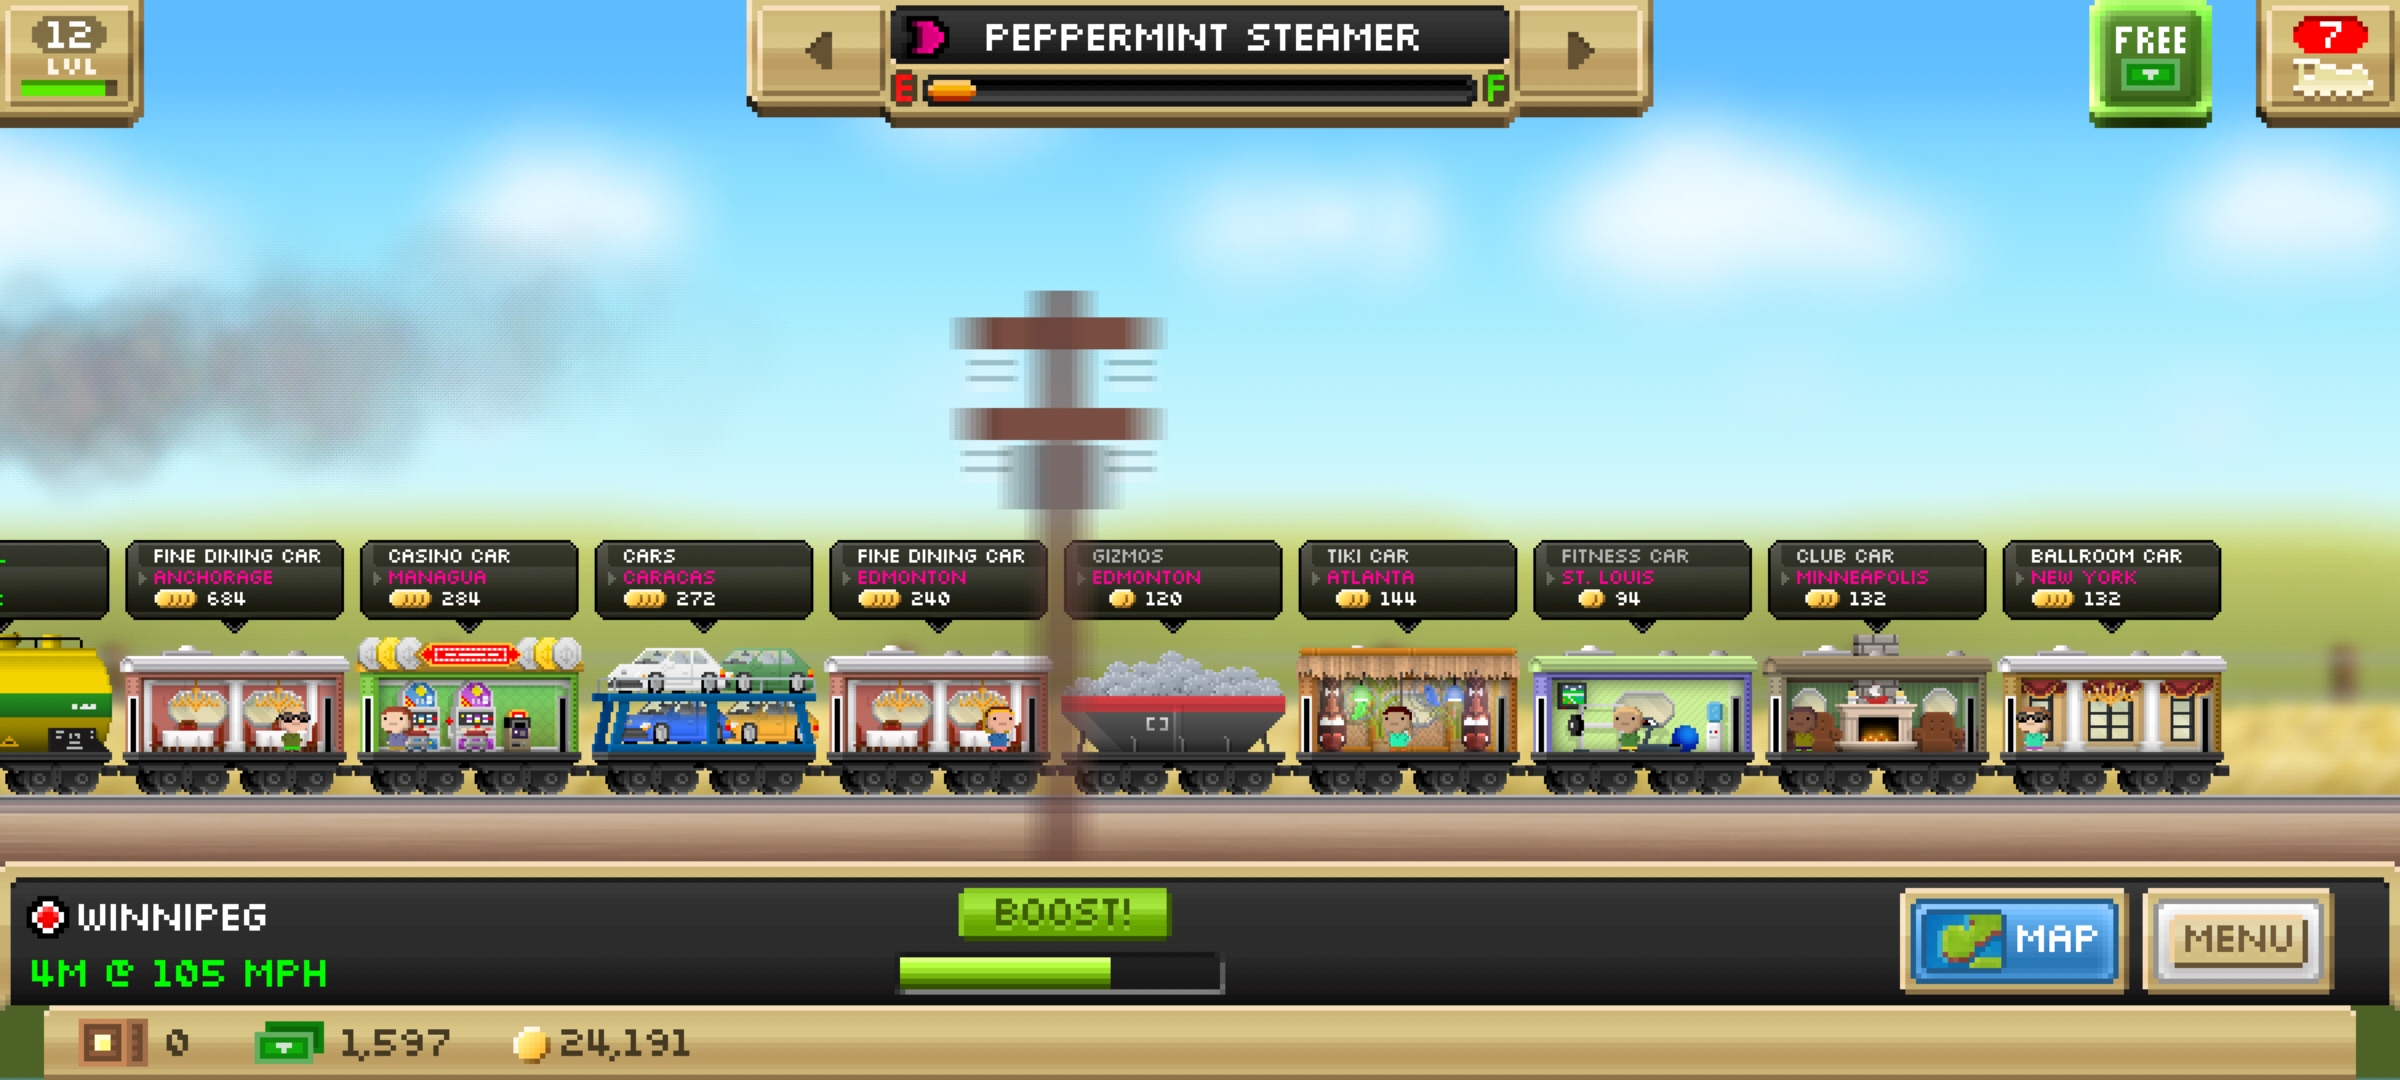 12
LVL
PEPPERMINT STEAMER
E
F
FREE
7
FINE DINING CAR
ANCHORAGE
684
CASINO CAR
MANAGUA
284
CARS
CARACAS
272
FINE DINING CAR
EDMONTON
240
GIZMOS
EDMONTON
120
TIKI CAR
ATLANTA
144
FITNESS CAR
ST. LOUIS
94
CLUB CAR
MINNEAPOLIS
132
BALLROOM CAR
NEW YORK
132
WINNIPEG
4M @ 105 MPH
BOOST!
MAP
MENU
0
1,597
24,191